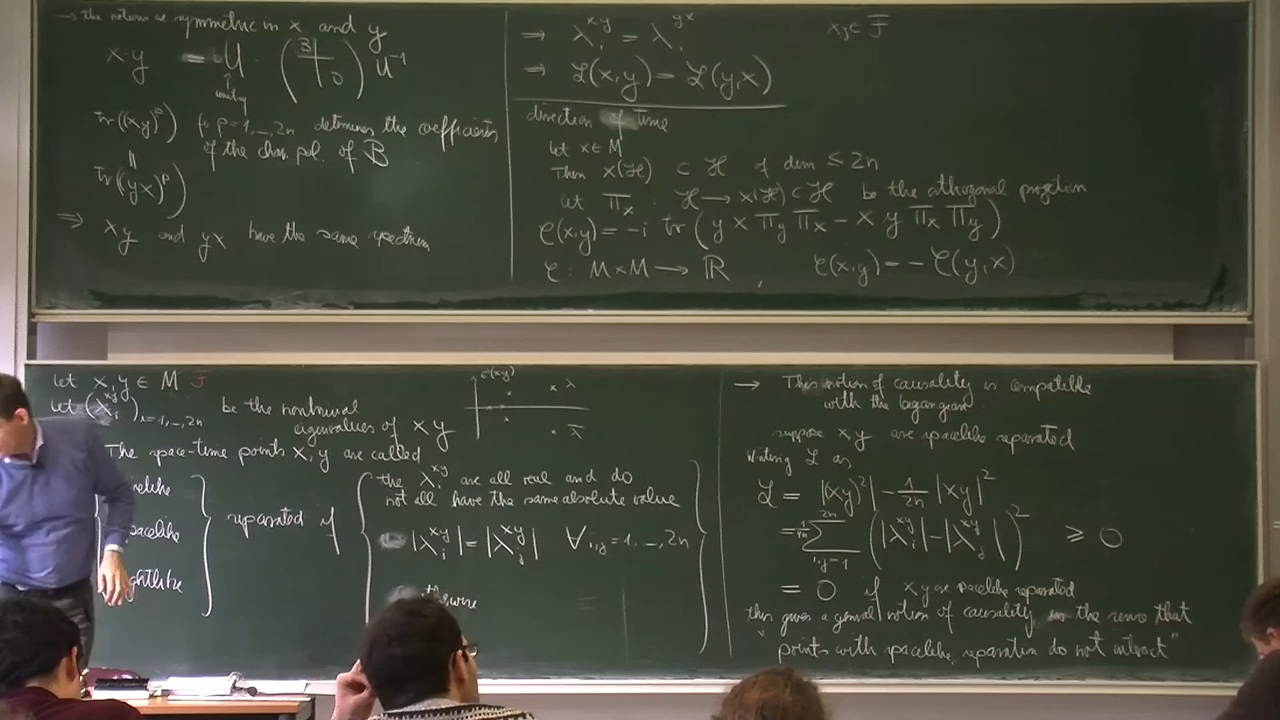 → the notion is symmetric in x and y
x·y = U · ( B 0 ) U⁻¹
↑
unitary
tr((xy)^p) for p=1,...,2n determines the coefficients
of the char. pol. of B
=
tr((yx)^p)
⇒ xy and yx have the same spectrum
⇒ λ_i^{xy} = λ_i^{yx}
x,y ∈ F
⇒ L(x,y) = L(y,x)
direction of time
let x ∈ M
Then x(H) ⊂ H of dim ≤ 2n
let π_x : H → x(H) ⊂ H be the orthogonal projection
C(x,y) = -i tr( y x π_y π_x - x y π_x π_y )
C : M×M → R , C(x,y) = - C(y,x)
let x,y ∈ M F
let (λ_i^{xy})_{i=1,...,2n} be the nontrivial
eigenvalues of xy
σ(xy)
λ
λ̄
The space-time points x,y are called
separated if
the λ_i^{xy} are all real and do
not all have the same absolute value
|λ_i^{xy}| = |λ_j^{xy}| ∀ i,j=1,...,2n
→ This notion of causality is compatible
with the Lagrangian
suppose x,y are spacelike separated
Writing L as
L = |(xy)²| - 1/2n |xy|²
= 1/4n Σ_{i,j=1}^{2n} ( |λ_i^{xy}| - |λ_j^{xy}| )² ≥ 0
= 0 if x,y are spacelike separated
this gives a general notion of causality in the sense that
"points with spacelike separation do not interact"